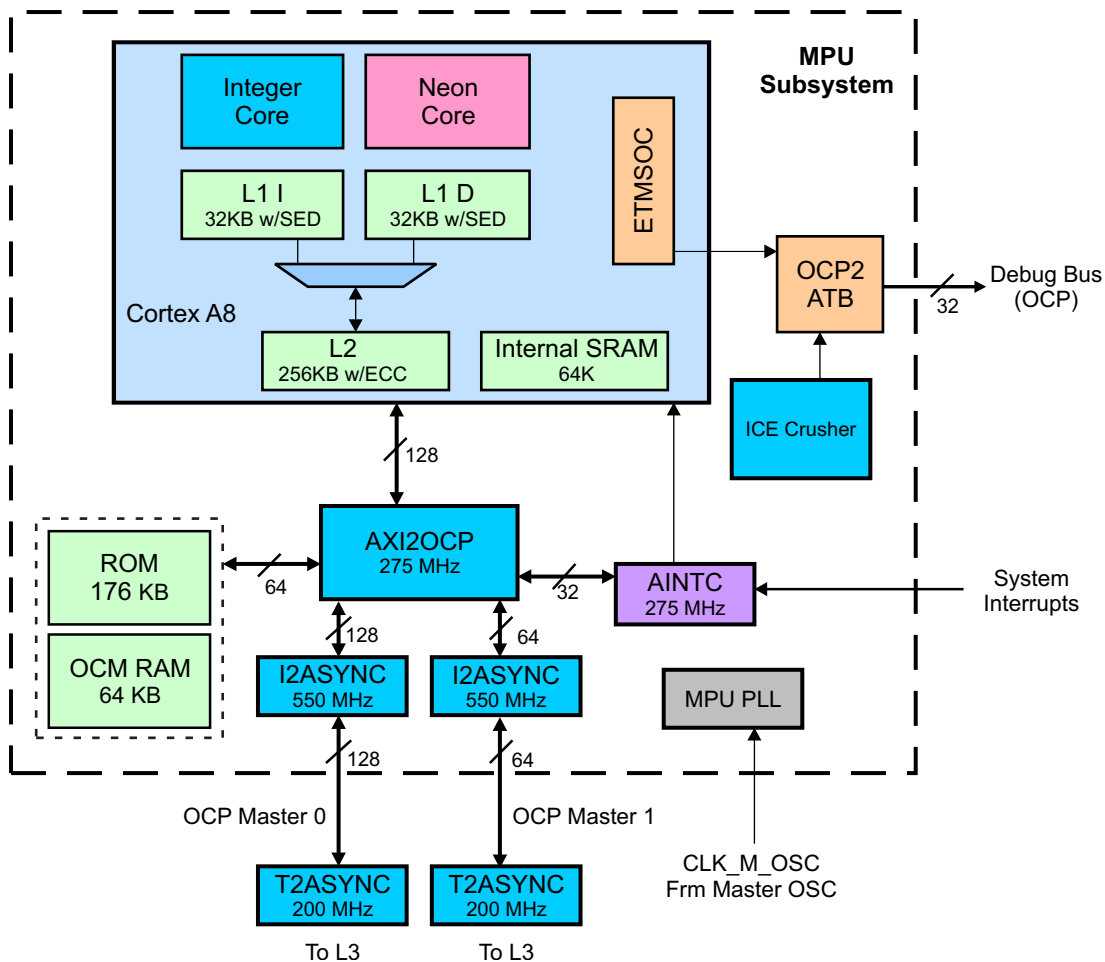 MPU
Subsystem
Integer
Core
Neon
Core
ETMSOC
L1 I
32KB w/SED
L1 D
32KB w/SED
OCP2
ATB
32
Debug Bus
(OCP)
Cortex A8
L2
256KB w/ECC
Internal SRAM
64K
ICE Crusher
128
ROM
176 KB
64
AXI2OCP
275 MHz
32
AINTC
275 MHz
System
Interrupts
128
64
OCM RAM
64 KB
I2ASYNC
550 MHz
I2ASYNC
550 MHz
MPU PLL
128
64
OCP Master 0
OCP Master 1
CLK_M_OSC
Frm Master OSC
T2ASYNC
200 MHz
T2ASYNC
200 MHz
To L3
To L3